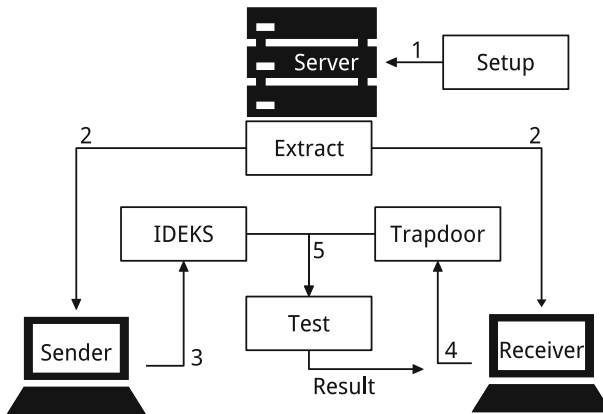 1
Server
Setup
2
Extract
2
IDEKS
Trapdoor
5
Test
Sender
3
4
Receiver
Result